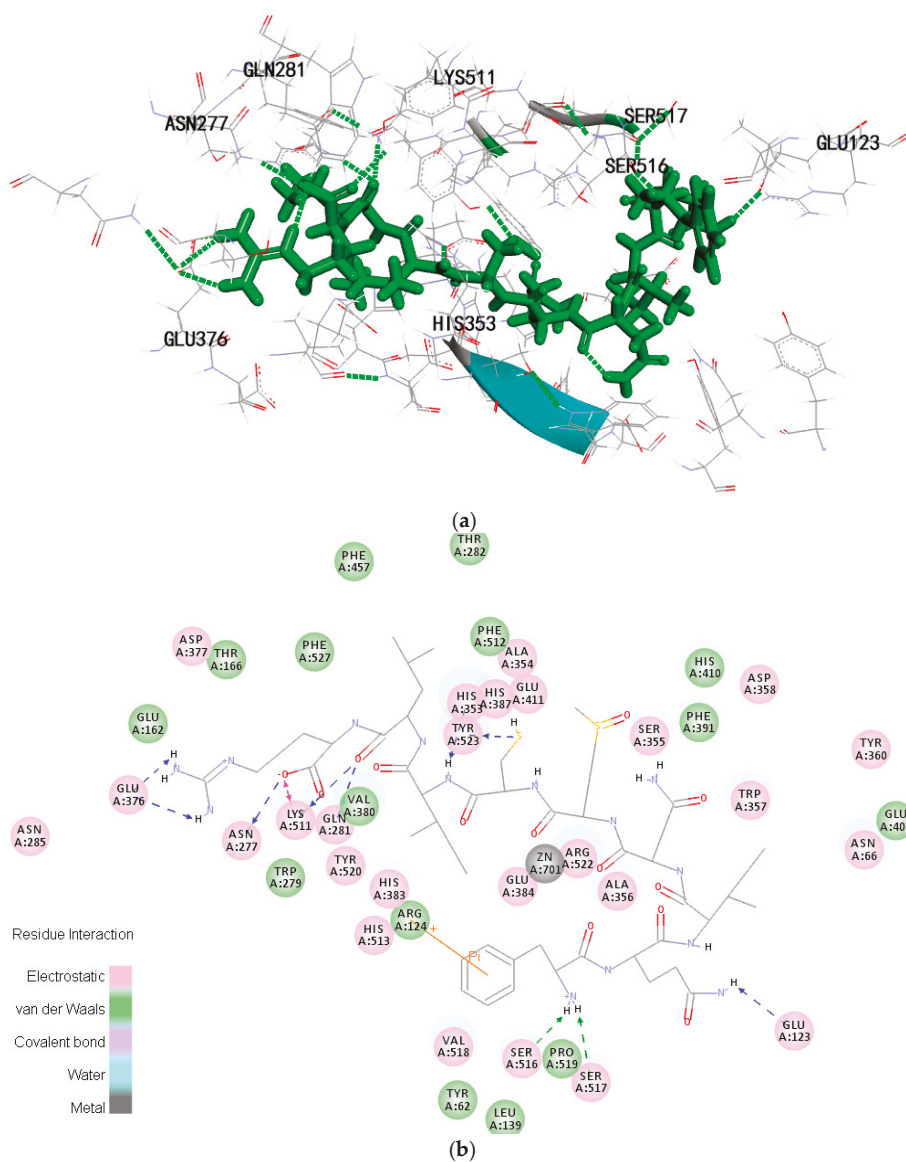 GLN281
LYS511
ASN277
SER517
GLU123
SER516
HIS353
GLU376
(a)
THR
A:282
PHE
A:457
PHE
A:512
ASP
A:377
THR
A:166
PHE
A:527
ALA
A:354
HIS
A:410
ASP
A:358
HIS
A:353
HIS
A:387
GLU
A:411
GLU
A:162
TYR
A:523
SER
A:355
PHE
A:391
TYR
A:360
GLU
A:376
H
H
N
N
+
O
-
O
O
N
N
O
H
N
H
S
O
H
N
O
S
O
H
N
H
O
TRP
A:357
ASN
A:285
ASN
A:277
LYS
A:511
GLN
A:281
VAL
A:380
ASN
A:66
GLU
A:40
TRP
A:279
TYR
A:520
HIS
A:383
GLU
A:384
ZN
A:701
ARG
A:522
ALA
A:356
HIS
A:513
ARG
A:124
+
Pi
N
O
N
O
N
H
O
N
H
H
N
H
O
GLU
A:123
VAL
A:518
SER
A:516
PRO
A:519
SER
A:517
TYR
A:62
LEU
A:139
Residue Interaction
Electrostatic
van der Waals
Covalent bond
Water
Metal
(b)